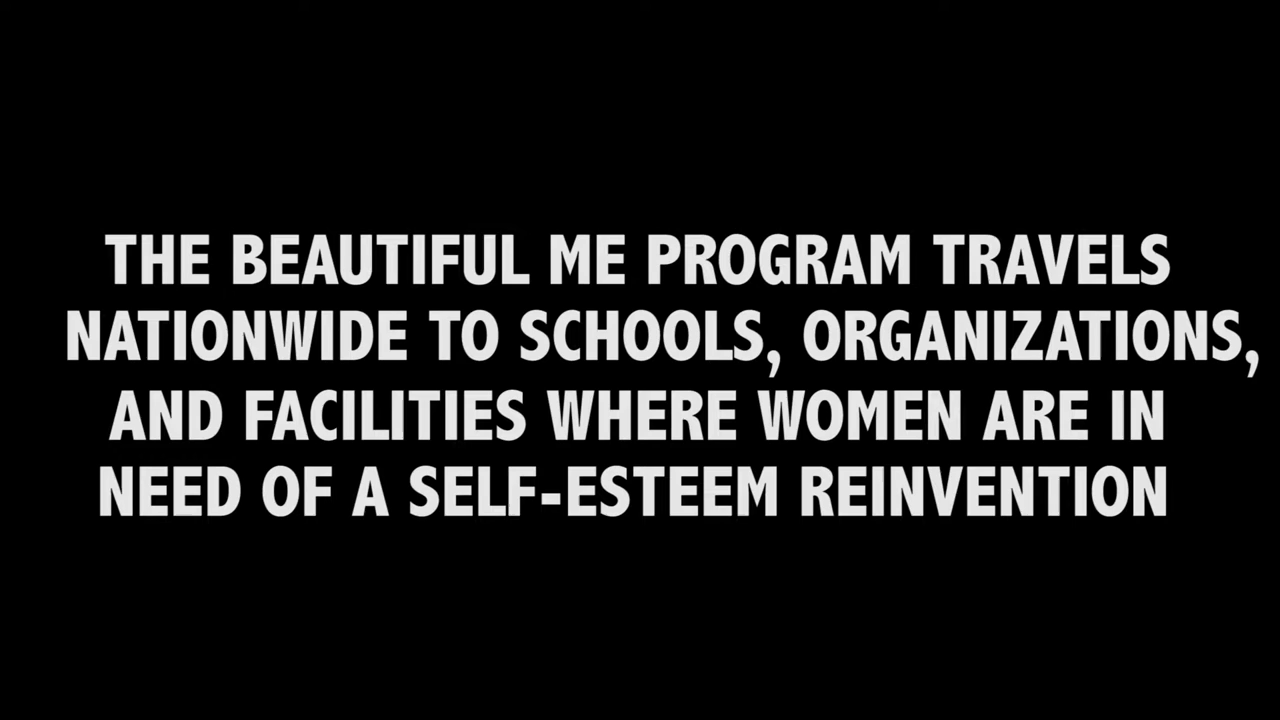 THE BEAUTIFUL ME PROGRAM TRAVELS
NATIONWIDE TO SCHOOLS, ORGANIZATIONS,
AND FACILITIES WHERE WOMEN ARE IN
NEED OF A SELF-ESTEEM REINVENTION